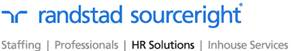 randstad sourceright
Staffing | Professionals | HR Solutions | Inhouse Services